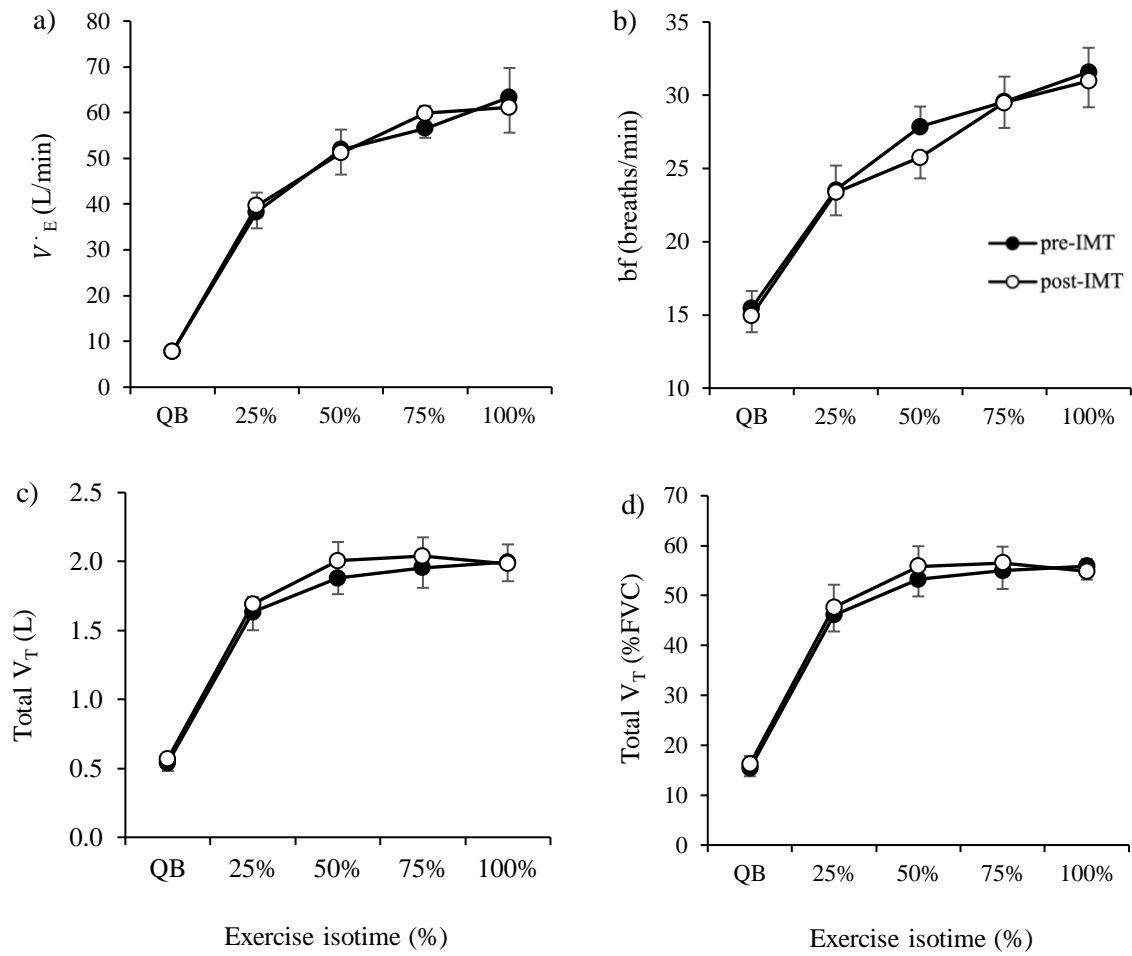 a)
V̇E (L/min)
80
70
60
50
40
30
20
10
0
QB 25% 50% 75% 100%
b)
bf (breaths/min)
35
30
25
20
15
10
pre-IMT
post-IMT
QB 25% 50% 75% 100%
c)
Total VT (L)
2.5
2.0
1.5
1.0
0.5
0.0
QB 25% 50% 75% 100%
Exercise isotime (%)
d)
Total VT (%FVC)
70
60
50
40
30
20
10
0
QB 25% 50% 75% 100%
Exercise isotime (%)